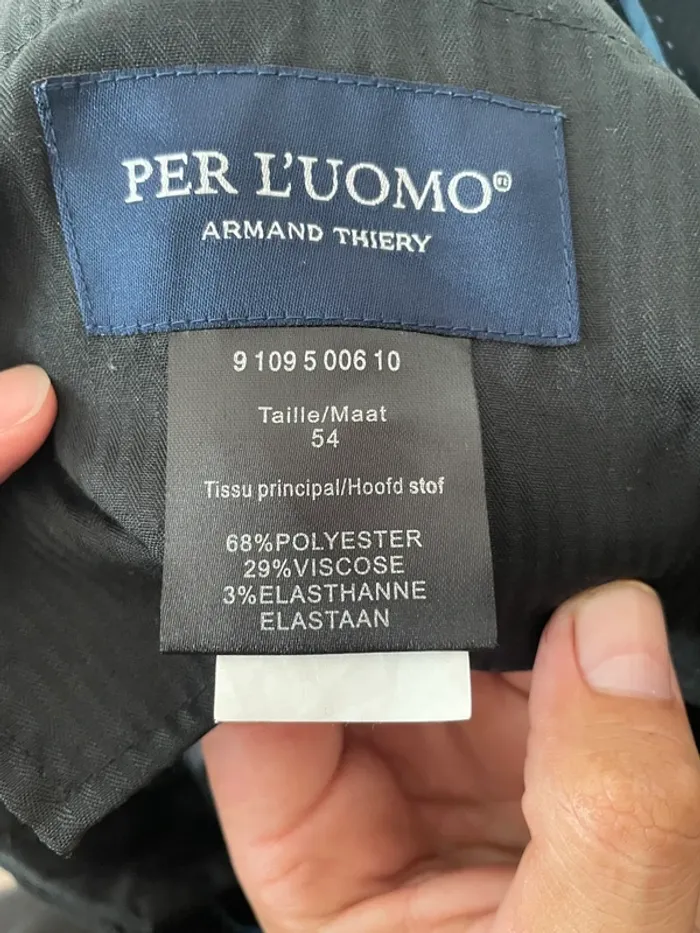 PER L'UOMO®
ARMAND THIERY
9 109 5 006 10
Taille/Maat
54
Tissu principal/Hoofd stof
68%POLYESTER
29%VISCOSE
3%ELASTHANNE
ELASTAAN